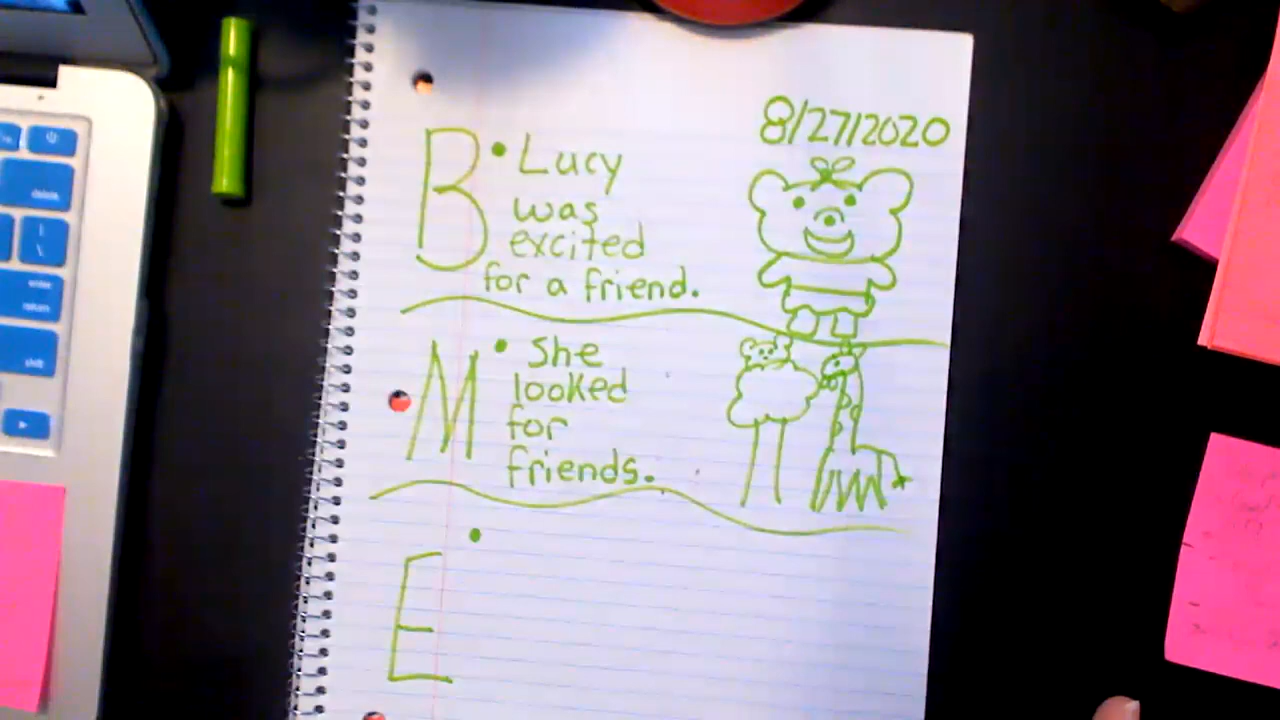 8/27/2020
B • Lucy
was
excited
for a friend.
M • She
looked
for
friends.
E •